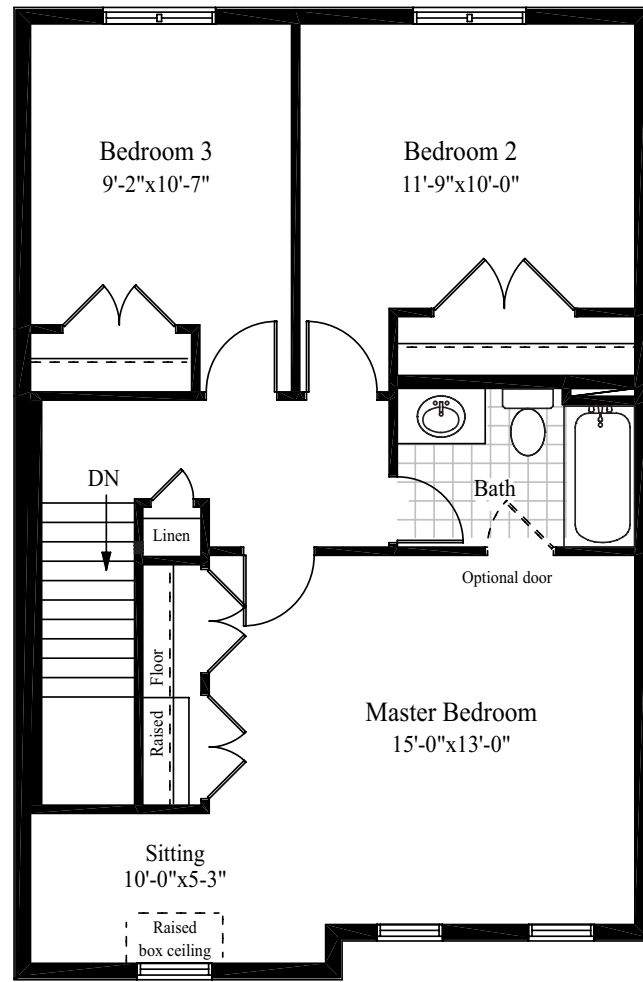 Bedroom 3
9'-2"x10'-7"
Bedroom 2
11'-9"x10'-0"
DN
Linen
Bath
Optional door
Floor
Raised
Master Bedroom
15'-0"x13'-0"
Sitting
10'-0"x5-3"
Raised
box ceiling